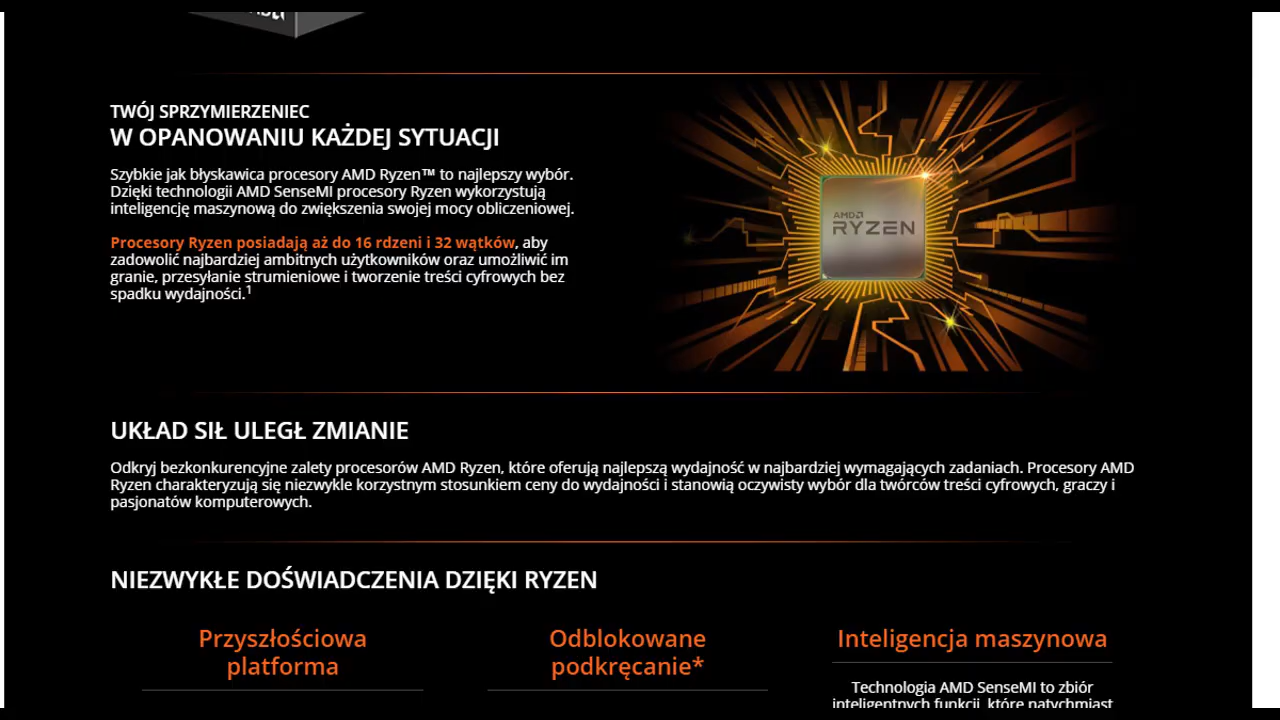 TWÓJ SPRZYMIERZENIEC
W OPANOWANIU KAŻDEJ SYTUACJI
Szybkie jak błyskawica procesory AMD Ryzen™ to najlepszy wybór.
Dzięki technologii AMD SenseMI procesory Ryzen wykorzystują
inteligencję maszynową do zwiększenia swojej mocy obliczeniowej.
Procesory Ryzen posiadają aż do 16 rdzeni i 32 wątków, aby
zadowolić najbardziej ambitnych użytkowników oraz umożliwić im
granie, przesyłanie strumieniowe i tworzenie treści cyfrowych bez
spadku wydajności.¹
AMD
RYZEN
UKŁAD SIŁ ULEGŁ ZMIANIE
Odkryj bezkonkurencyjne zalety procesorów AMD Ryzen, które oferują najlepszą wydajność w najbardziej wymagających zadaniach. Procesory AMD
Ryzen charakteryzują się niezwykle korzystnym stosunkiem ceny do wydajności i stanowią oczywisty wybór dla twórców treści cyfrowych, graczy i
pasjonatów komputerowych.
NIEZWYKŁE DOŚWIADCZENIA DZIĘKI RYZEN
Przyszłościowa
platforma
Odblokowane
podkręcanie*
Inteligencja maszynowa
Technologia AMD SenseMI to zbiór
inteligentnych funkcji, które natychmiast